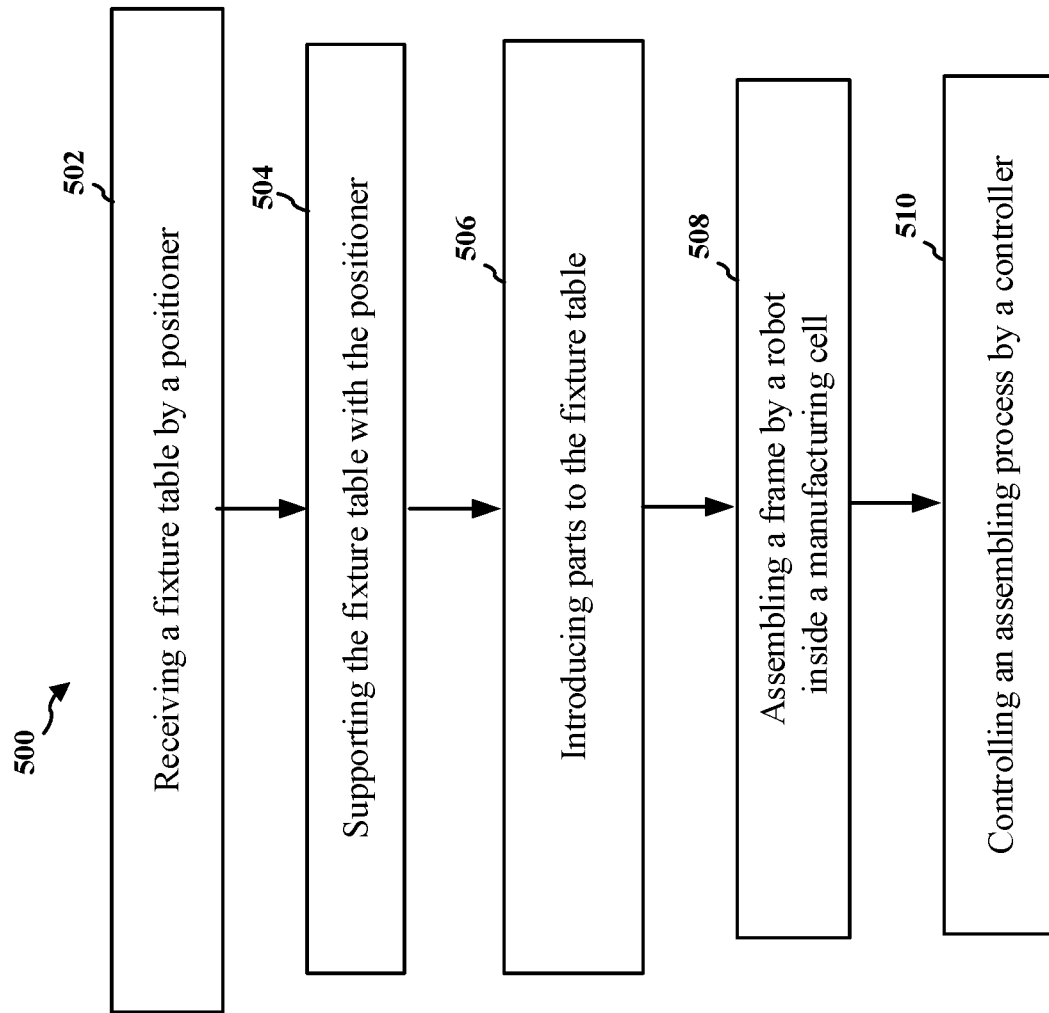 500
502
Receiving a fixture table by a positioner
504
Supporting the fixture table with the positioner
506
Introducing parts to the fixture table
508
Assembling a frame by a robot
inside a manufacturing cell
510
Controlling an assembling process by a controller